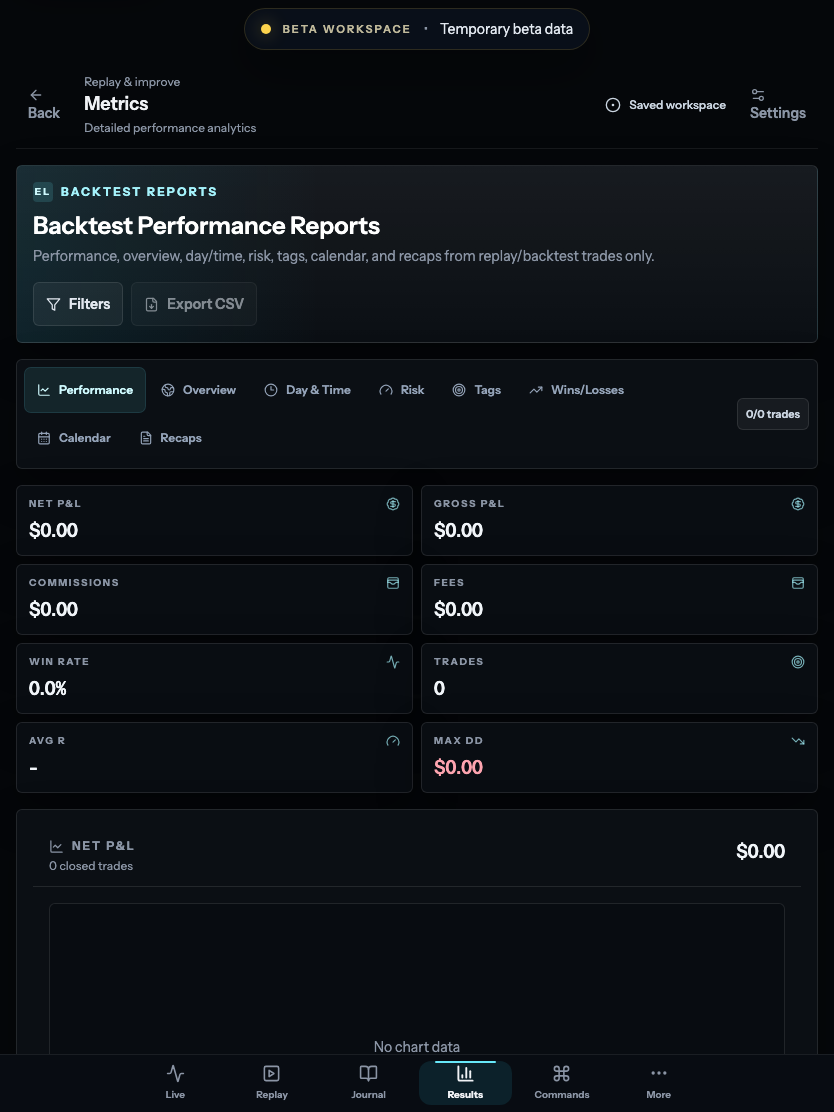 BETA WORKSPACE · Temporary beta data
Replay & improve
Back
Metrics
Detailed performance analytics
Saved workspace
Settings
EL BACKTEST REPORTS
Backtest Performance Reports
Performance, overview, day/time, risk, tags, calendar, and recaps from replay/backtest trades only.
Filters
Export CSV
Performance
Overview
Day & Time
Risk
Tags
Wins/Losses
0/0 trades
Calendar
Recaps
NET P&L
$0.00
GROSS P&L
$0.00
COMMISSIONS
$0.00
FEES
$0.00
WIN RATE
0.0%
TRADES
0
AVG R
-
MAX DD
$0.00
NET P&L
0 closed trades
$0.00
No chart data
Live
Replay
Journal
Results
Commands
More